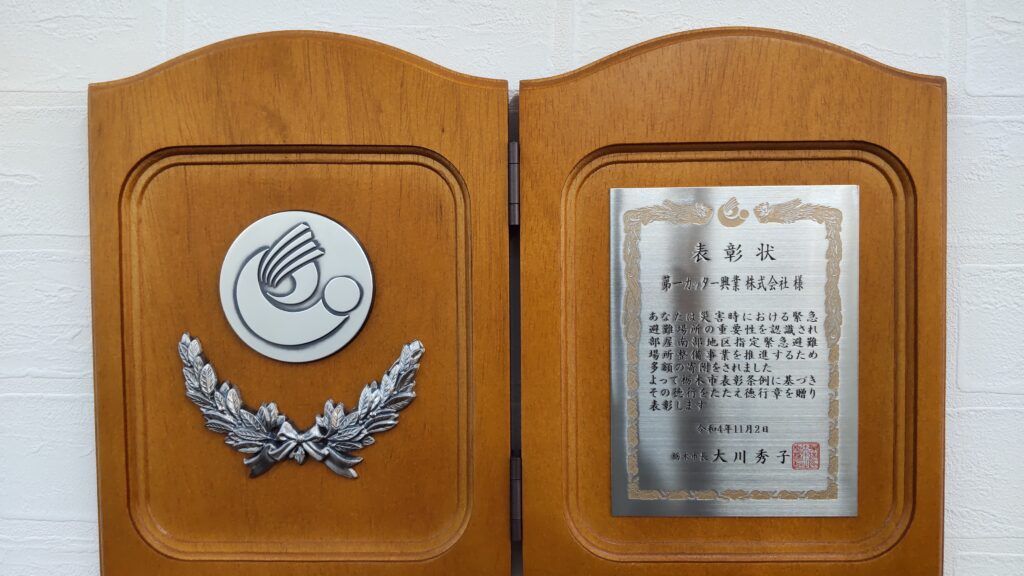 表彰状
第一カッター興業株式会社 様
あなたは災害時における緊急
避難場所の重要性を認識され
部屋南部地区指定緊急避難
場所整備事業を推進するため
多額の寄附をされました
よって栃木市表彰条例に基づき
その徳行をたたえ徳行章を贈り
表彰します
令和4年11月2日
栃木市長 大川秀子